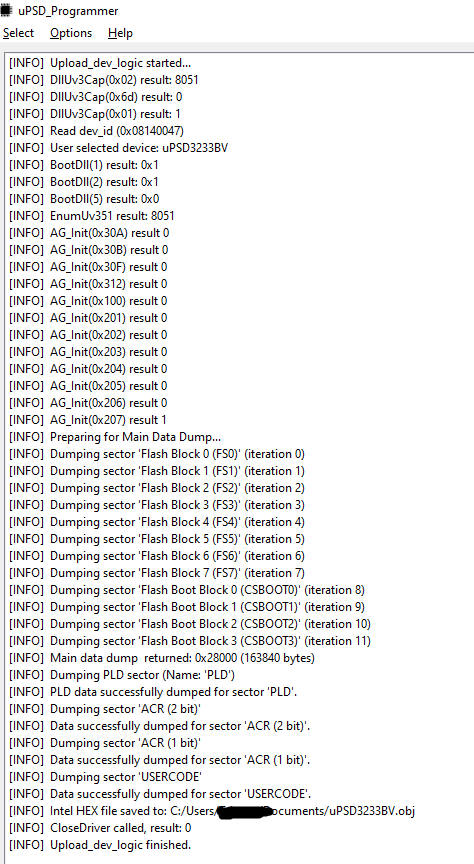 uPSD_Programmer
Select Options Help
[INFO] Upload_dev_logic started...
[INFO] DllUv3Cap(0x02) result: 8051
[INFO] DllUv3Cap(0x6d) result: 0
[INFO] DllUv3Cap(0x01) result: 1
[INFO] Read dev_id (0x08140047)
[INFO] User selected device: uPSD3233BV
[INFO] BootDll(1) result: 0x1
[INFO] BootDll(2) result: 0x1
[INFO] BootDll(5) result: 0x0
[INFO] EnumUv351 result: 8051
[INFO] AG_Init(0x30A) result 0
[INFO] AG_Init(0x30B) result 0
[INFO] AG_Init(0x30F) result 0
[INFO] AG_Init(0x312) result 0
[INFO] AG_Init(0x100) result 0
[INFO] AG_Init(0x201) result 0
[INFO] AG_Init(0x202) result 0
[INFO] AG_Init(0x203) result 0
[INFO] AG_Init(0x204) result 0
[INFO] AG_Init(0x205) result 0
[INFO] AG_Init(0x206) result 0
[INFO] AG_Init(0x207) result 1
[INFO] Preparing for Main Data Dump...
[INFO] Dumping sector 'Flash Block 0 (FS0)' (iteration 0)
[INFO] Dumping sector 'Flash Block 1 (FS1)' (iteration 1)
[INFO] Dumping sector 'Flash Block 2 (FS2)' (iteration 2)
[INFO] Dumping sector 'Flash Block 3 (FS3)' (iteration 3)
[INFO] Dumping sector 'Flash Block 4 (FS4)' (iteration 4)
[INFO] Dumping sector 'Flash Block 5 (FS5)' (iteration 5)
[INFO] Dumping sector 'Flash Block 6 (FS6)' (iteration 6)
[INFO] Dumping sector 'Flash Block 7 (FS7)' (iteration 7)
[INFO] Dumping sector 'Flash Boot Block 0 (CSBOOT0)' (iteration 8)
[INFO] Dumping sector 'Flash Boot Block 1 (CSBOOT1)' (iteration 9)
[INFO] Dumping sector 'Flash Boot Block 2 (CSBOOT2)' (iteration 10)
[INFO] Dumping sector 'Flash Boot Block 3 (CSBOOT3)' (iteration 11)
[INFO] Main data dump returned: 0x28000 (163840 bytes)
[INFO] Dumping PLD sector (Name: 'PLD')
[INFO] PLD data successfully dumped for sector 'PLD'.
[INFO] Dumping sector 'ACR (2 bit)'
[INFO] Data successfully dumped for sector 'ACR (2 bit)'.
[INFO] Dumping sector 'ACR (1 bit)'
[INFO] Data successfully dumped for sector 'ACR (1 bit)'.
[INFO] Dumping sector 'USERCODE'
[INFO] Data successfully dumped for sector 'USERCODE'.
[INFO] Intel HEX file saved to: C:/Users/ ocuments/uPSD3233BV.obj
[INFO] CloseDriver called, result: 0
[INFO] Upload_dev_logic finished.